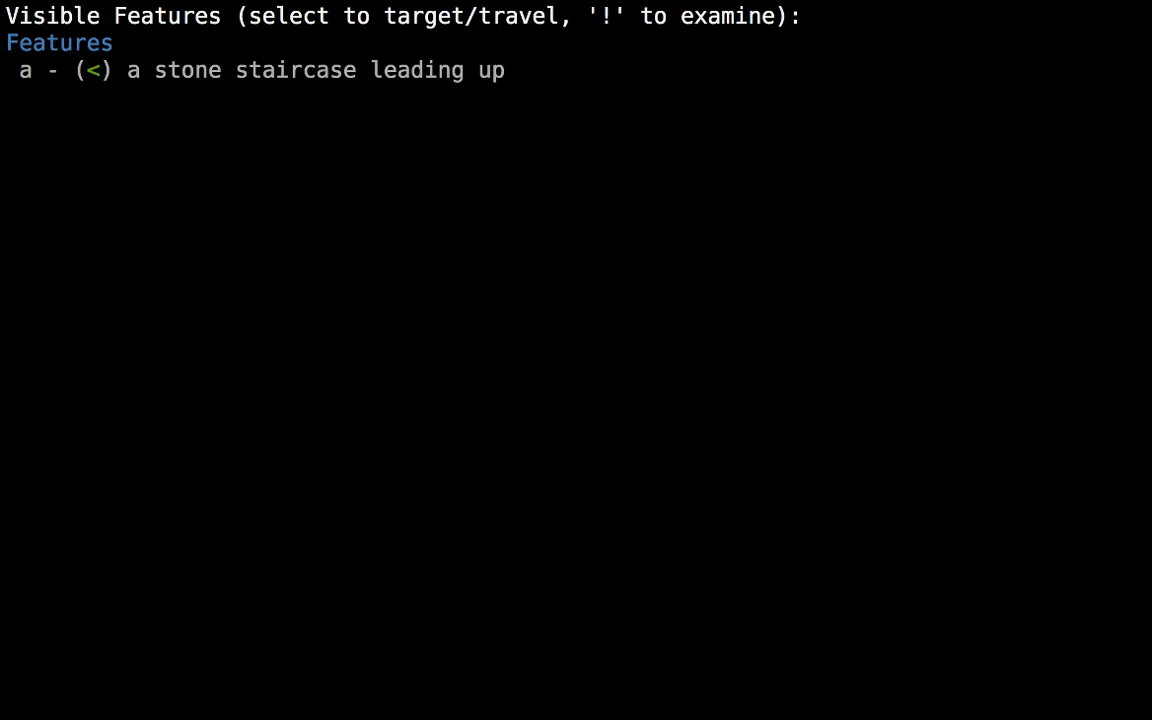 Visible Features (select to target/travel, '!' to examine):
Features
a - (<) a stone staircase leading up